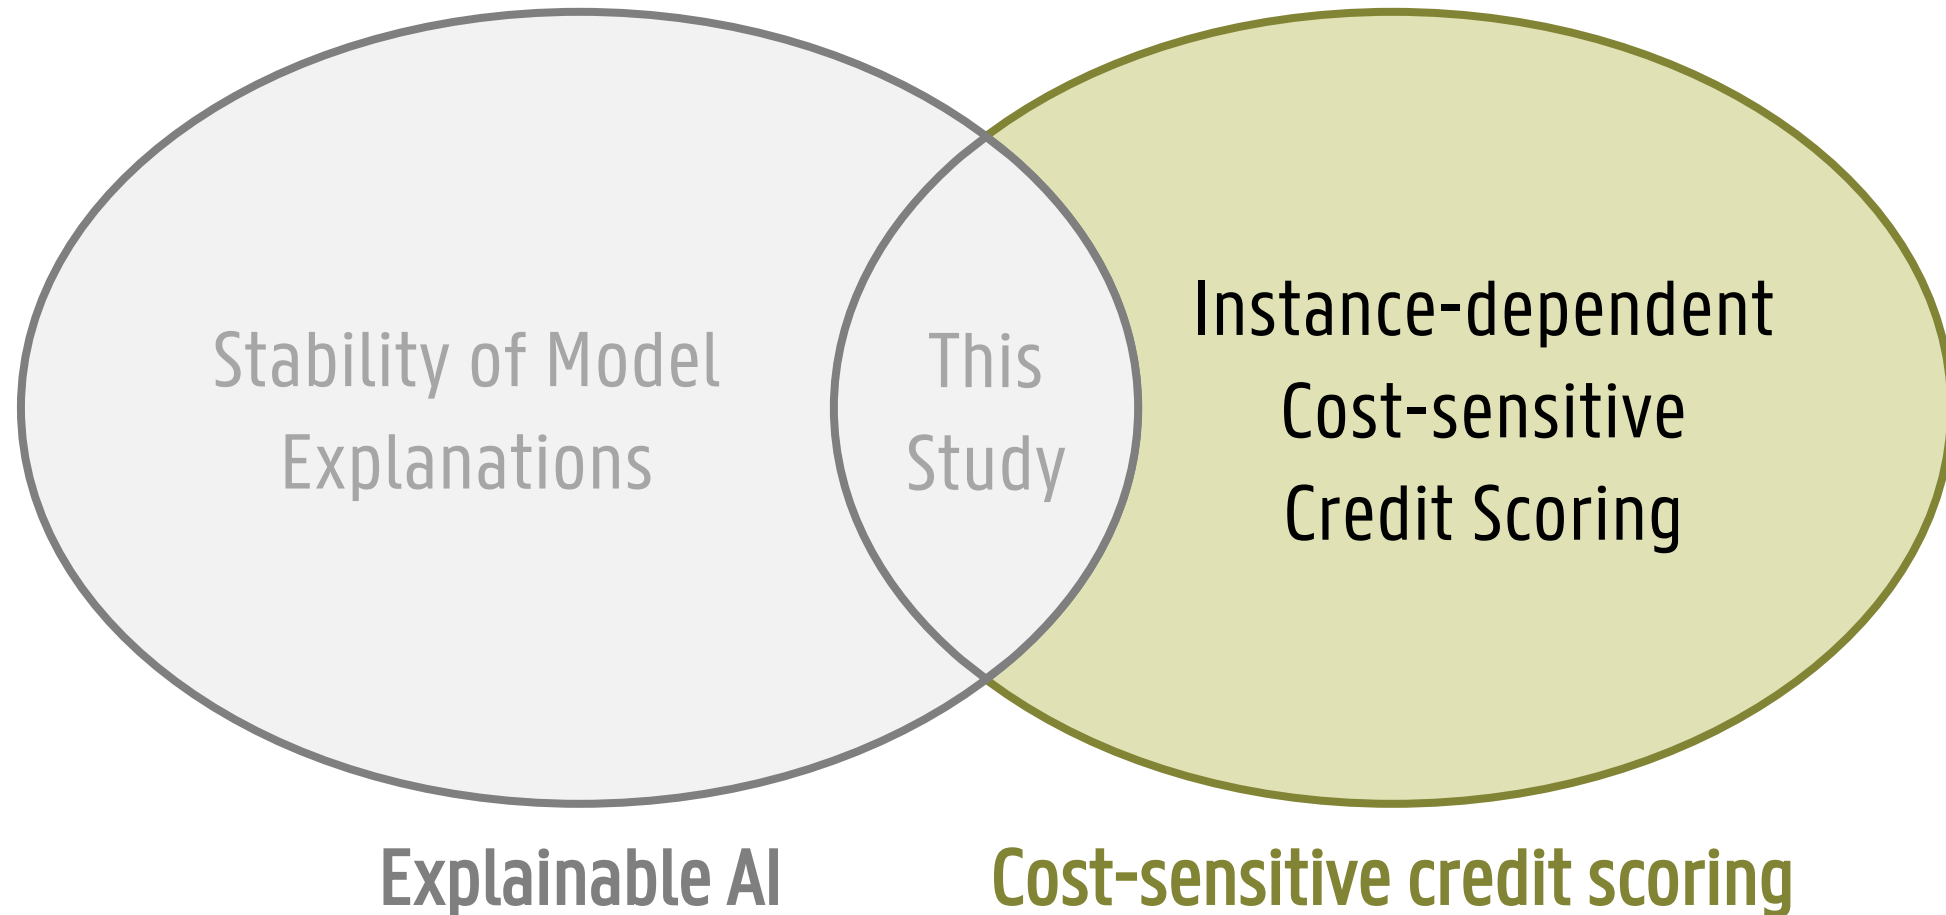 Stability of Model
Explanations
This
Study
Instance-dependent
Cost-sensitive
Credit Scoring
Explainable AI
Cost-sensitive credit scoring